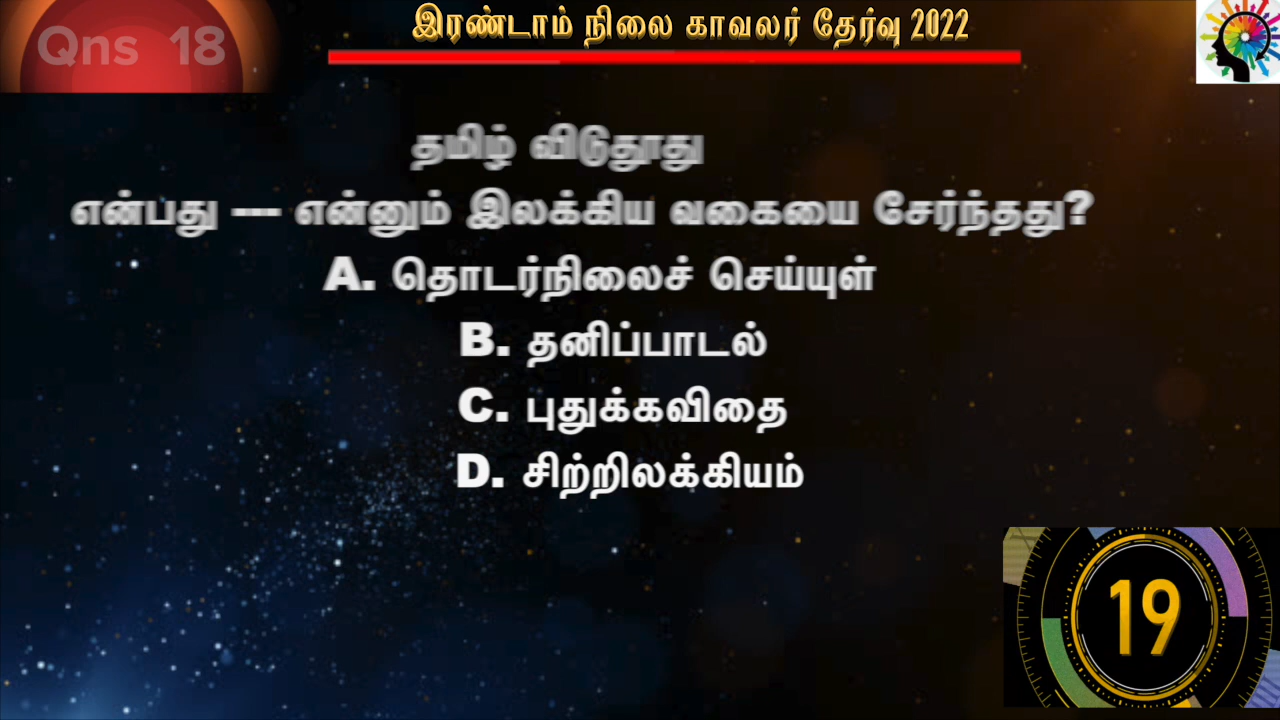 Qns 18
இரண்டாம் நிலை காவலர் தேர்வு 2022
தமிழ் விடுதூது
என்பது --- என்னும் இலக்கிய வகையை சேர்ந்தது?
A. தொடர்நிலைச் செய்யுள்
B. தனிப்பாடல்
C. புதுக்கவிதை
D. சிற்றிலக்கியம்
19